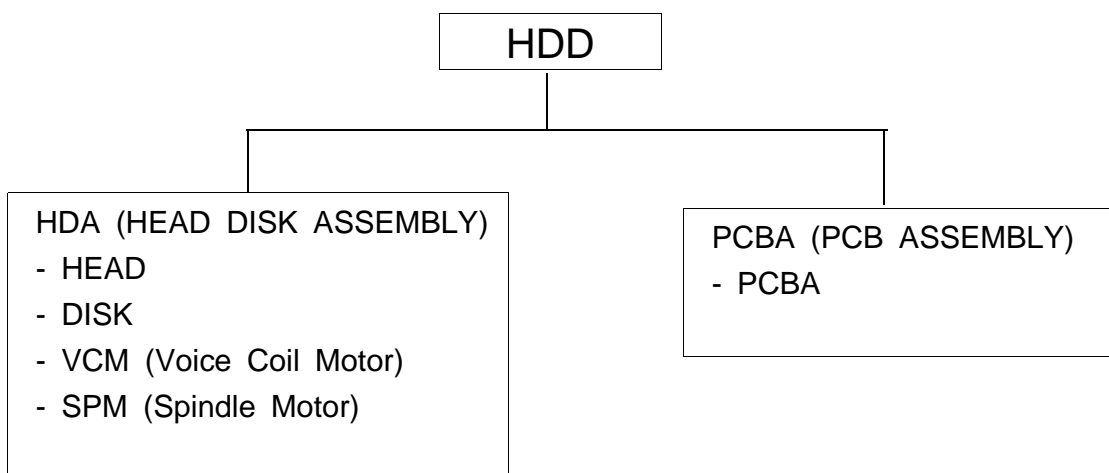 HDD
HDA (HEAD DISK ASSEMBLY)
- HEAD
- DISK
- VCM (Voice Coil Motor)
- SPM (Spindle Motor)
PCBA (PCB ASSEMBLY)
- PCBA